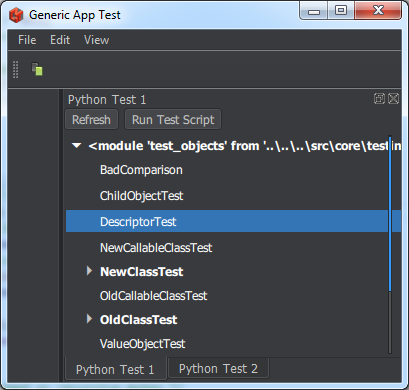 Generic App Test
File Edit View
Python Test 1
Refresh Run Test Script
<module 'test_objects' from '..\..\..\src\core\testin
BadComparison
ChildObjectTest
DescriptorTest
NewCallableClassTest
NewClassTest
OldCallableClassTest
OldClassTest
ValueObjectTest
Python Test 1 Python Test 2